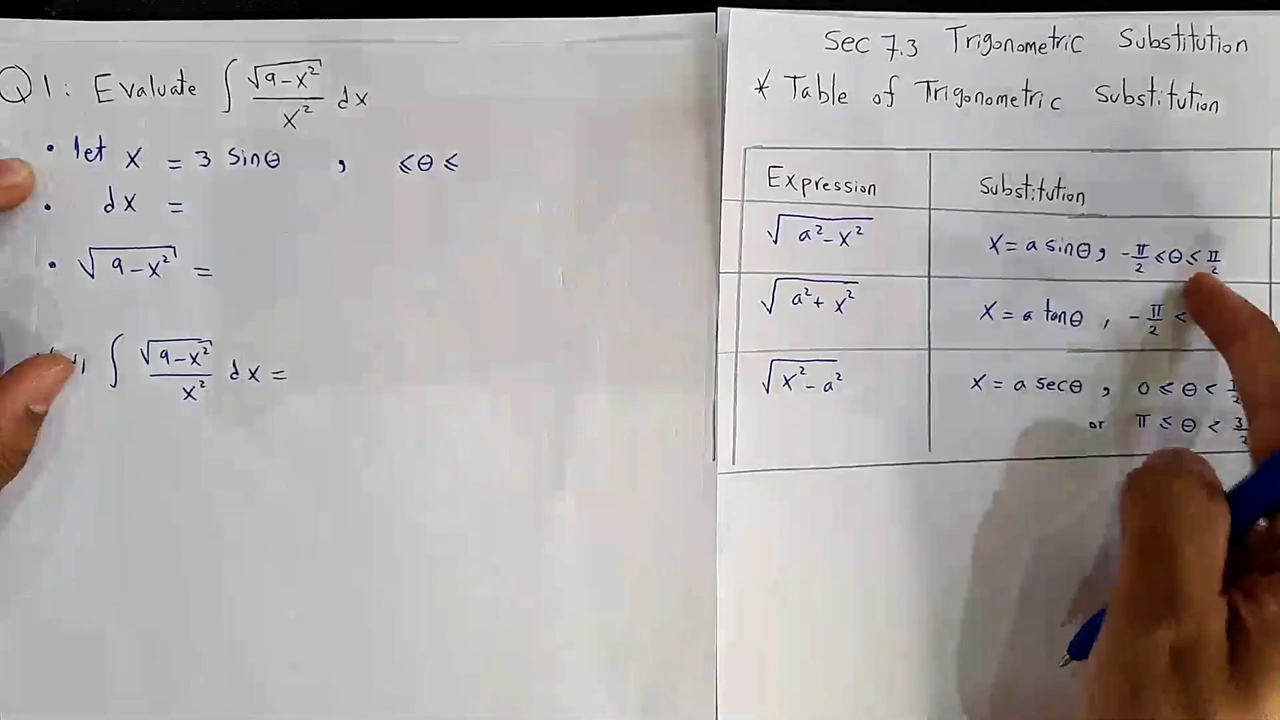 Q1: Evaluate ∫ √(9-x²)/x² dx
• let x = 3 sinθ , ≤θ≤
• dx =
• √(9-x²) =
∫ √(9-x²)/x² dx =
Sec 7.3 Trigonometric Substitution
* Table of Trigonometric Substitution
Expression Substitution
√(a²-x²) x = a sinθ, -π/2 ≤θ≤ π/2
√(a²+x²) x = a tanθ, -π/2 <
√(x²-a²) x = a secθ, 0 ≤ θ <
or π ≤ θ < 3